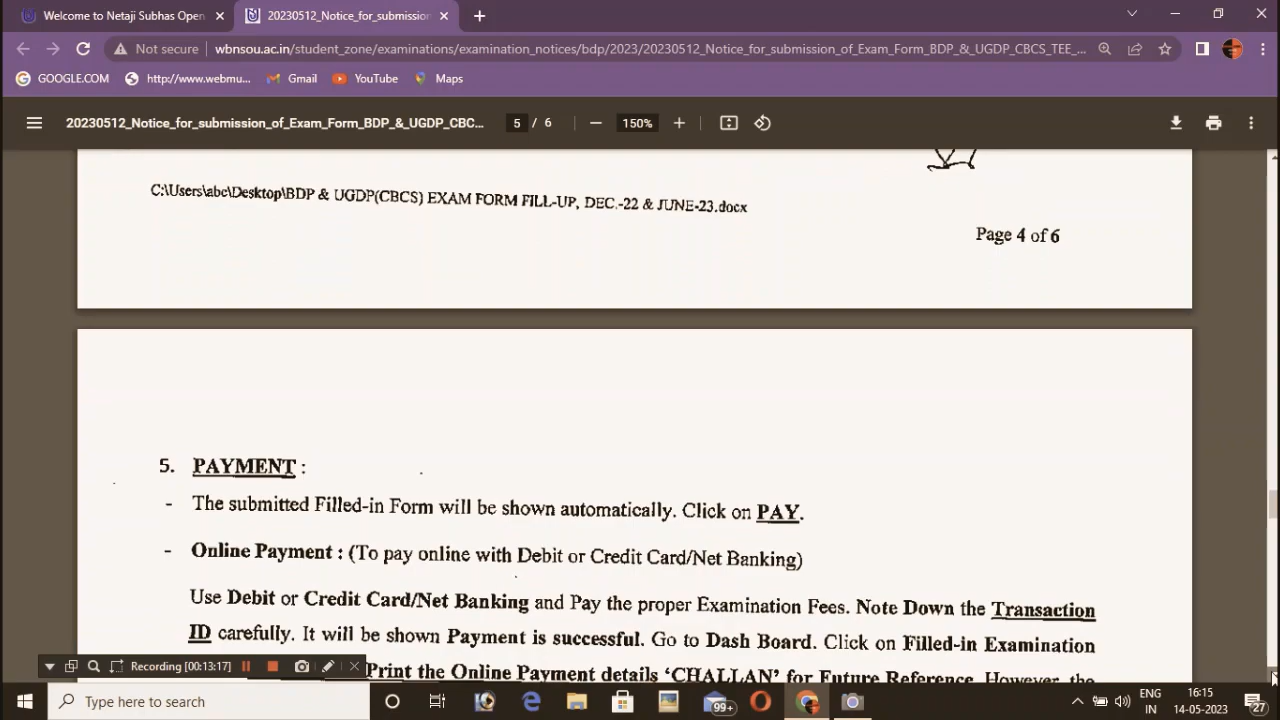 Welcome to Netaji Subhas Open
20230512_Notice_for_submission
Not secure
wbnsou.ac.in/student_zone/examinations/examination_notices/bdp/2023/20230512_Notice_for_submission_of_Exam_Form_BDP_&_UGDP_CBCS_TEE_...
GOOGLE.COM
http://www.webmu...
Gmail
YouTube
Maps
20230512_Notice_for_submission_of_Exam_Form_BDP_&_UGDP_CBC...
5 / 6
150%
C:\Users\abc\Desktop\BDP & UGDP(CBCS) EXAM FORM FILL-UP, DEC.-22 & JUNE-23.docx
Page 4 of 6
5. PAYMENT :
- The submitted Filled-in Form will be shown automatically. Click on PAY.
- Online Payment : (To pay online with Debit or Credit Card/Net Banking)
Use Debit or Credit Card/Net Banking and Pay the proper Examination Fees. Note Down the Transaction
ID carefully. It will be shown Payment is successful. Go to Dash Board. Click on Filled-in Examination
Print the Online Payment details 'CHALLAN' for Future Reference. However, the
Recording [00:13:17]
Type here to search
99+
ENG
IN
16:15
14-05-2023
27